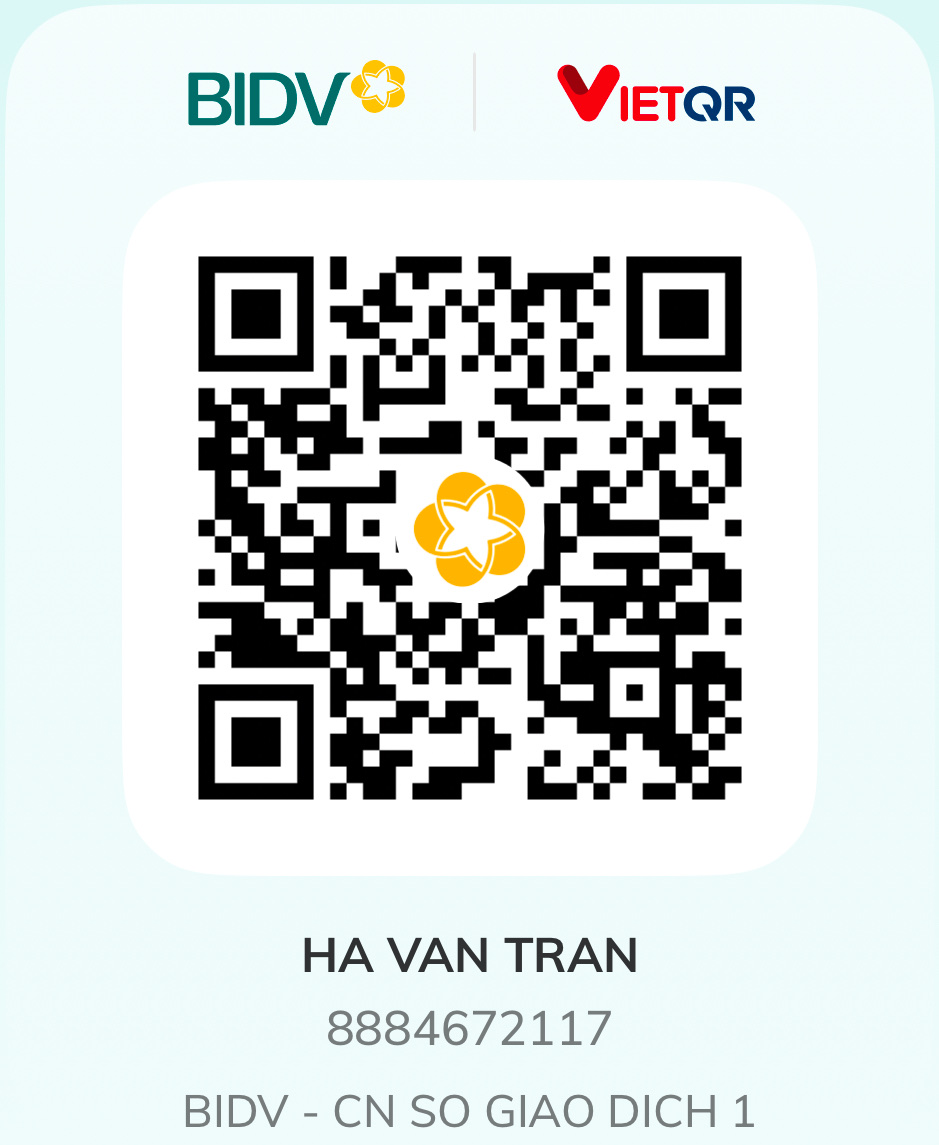 BIDV
VIETQR
HA VAN TRAN
8884672117
BIDV - CN SO GIAO DICH 1